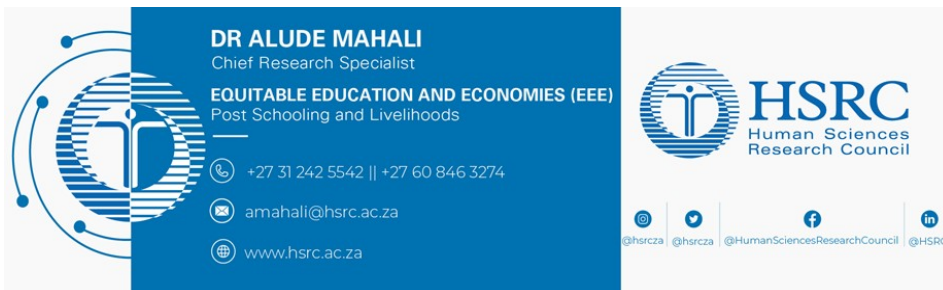 DR ALUDE MAHALI
Chief Research Specialist
EQUITABLE EDUCATION AND ECONOMIES (EEE)
Post Schooling and Livelihoods
+27 31 242 5542 || +27 60 846 3274
amahali@hsrc.ac.za
www.hsrc.ac.za
HSRC
Human Sciences
Research Council
@hsrcza @hsrcza @HumanSciencesResearchCouncil @HSRC